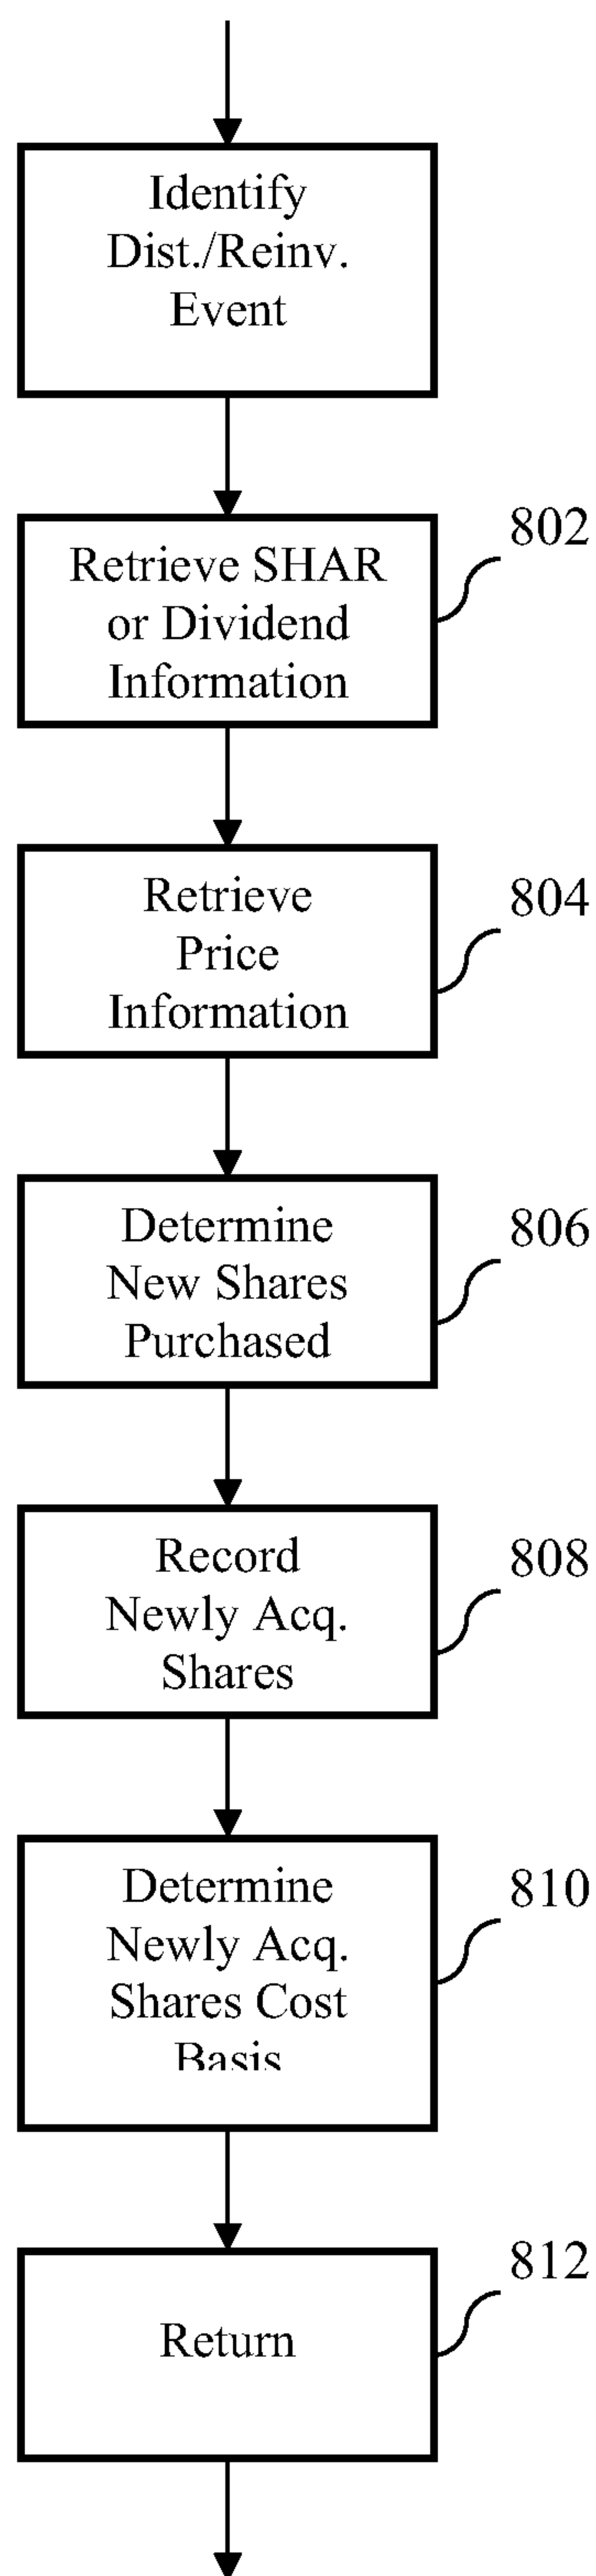 Identify
Dist./Reinv.
Event
802
Retrieve SHAR
or Dividend
Information
804
Retrieve
Price
Information
806
Determine
New Shares
Purchased
808
Record
Newly Acq.
Shares
810
Determine
Newly Acq.
Shares Cost
Basis
812
Return